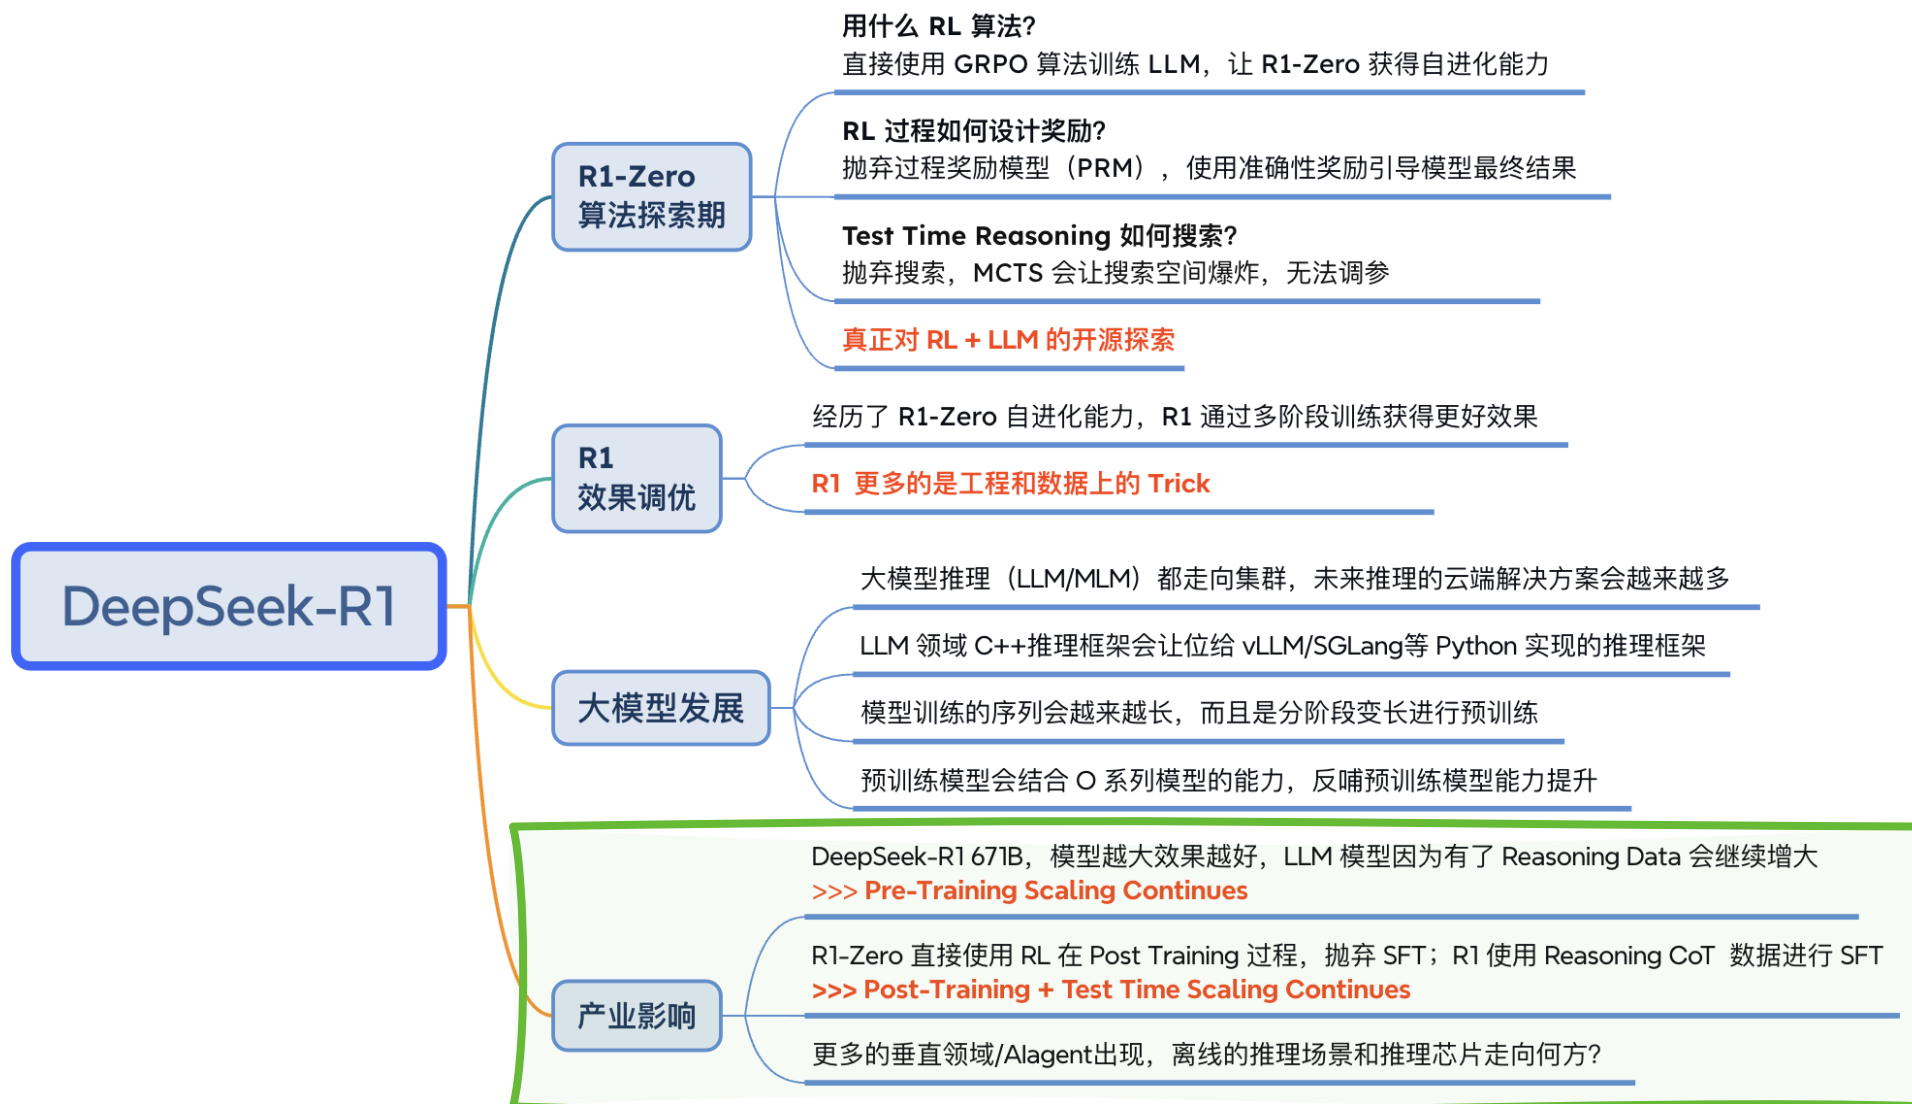 用什么 RL 算法?
直接使用 GRPO 算法训练 LLM，让 R1-Zero 获得自进化能力
RL 过程如何设计奖励?
抛弃过程奖励模型（PRM），使用准确性奖励引导模型最终结果
R1-Zero
算法探索期
Test Time Reasoning 如何搜索?
抛弃搜索，MCTS 会让搜索空间爆炸，无法调参
真正对 RL + LLM 的开源探索
经历了 R1-Zero 自进化能力，R1 通过多阶段训练获得更好效果
R1
效果调优
R1 更多的是工程和数据上的 Trick
DeepSeek-R1
大模型推理（LLM/MLM）都走向集群，未来推理的云端解决方案会越来越多
LLM 领域 C++推理框架会让位给 vLLM/SGLang等 Python 实现的推理框架
大模型发展
模型训练的序列会越来越长，而且是分阶段变长进行预训练
预训练模型会结合 O 系列模型的能力，反哺预训练模型能力提升
DeepSeek-R1 671B，模型越大效果越好，LLM 模型因为有了 Reasoning Data 会继续增大
>>> Pre-Training Scaling Continues
R1-Zero 直接使用 RL 在 Post Training 过程，抛弃 SFT；R1 使用 Reasoning CoT 数据进行 SFT
>>> Post-Training + Test Time Scaling Continues
产业影响
更多的垂直领域/AIagent出现，离线的推理场景和推理芯片走向何方?